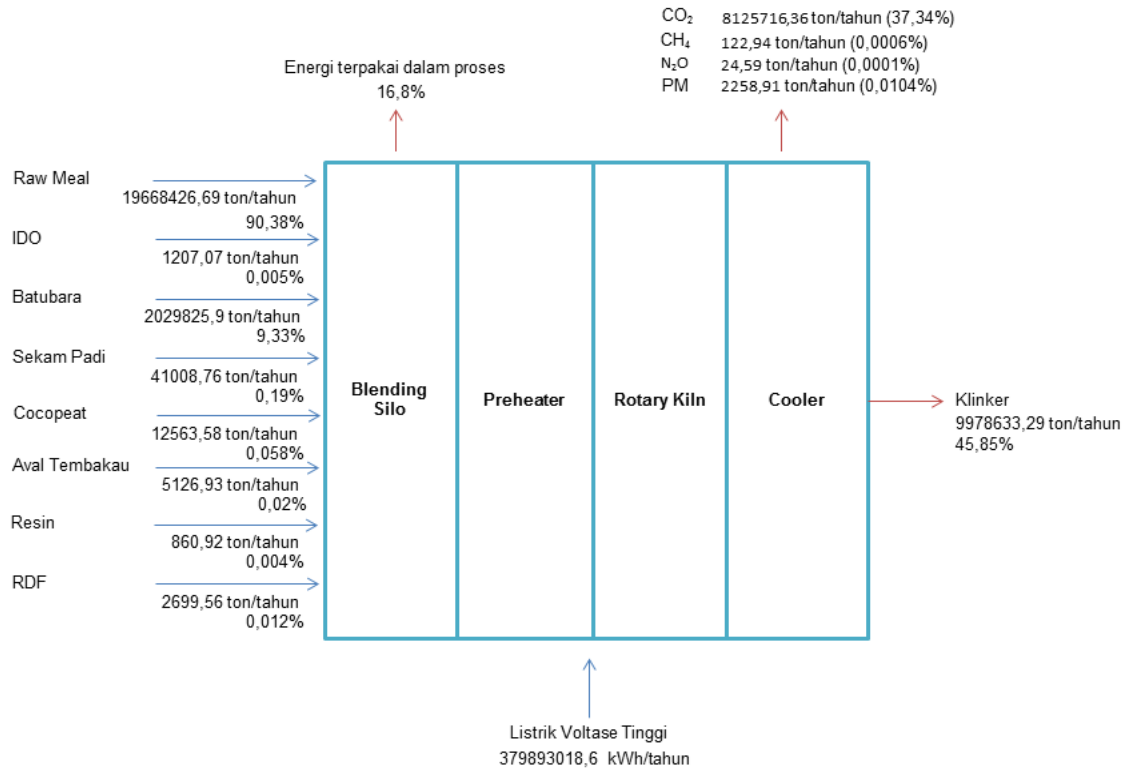 CO₂ 8125716,36 ton/tahun (37,34%)
CH₄ 122,94 ton/tahun (0,0006%)
N₂O 24,59 ton/tahun (0,0001%)
PM 2258,91 ton/tahun (0,0104%)
Energi terpakai dalam proses
16,8%
Raw Meal
19668426,69 ton/tahun
90,38%
IDO
1207,07 ton/tahun
0,005%
Batubara
2029825,9 ton/tahun
9,33%
Sekam Padi
41008,76 ton/tahun
0,19%
Cocopeat
12563,58 ton/tahun
0,058%
Aval Tembakau
5126,93 ton/tahun
0,02%
Resin
860,92 ton/tahun
0,004%
RDF
2699,56 ton/tahun
0,012%
Blending
Silo
Preheater
Rotary Kiln
Cooler
Klinker
9978633,29 ton/tahun
45,85%
Listrik Voltase Tinggi
379893018,6 kWh/tahun